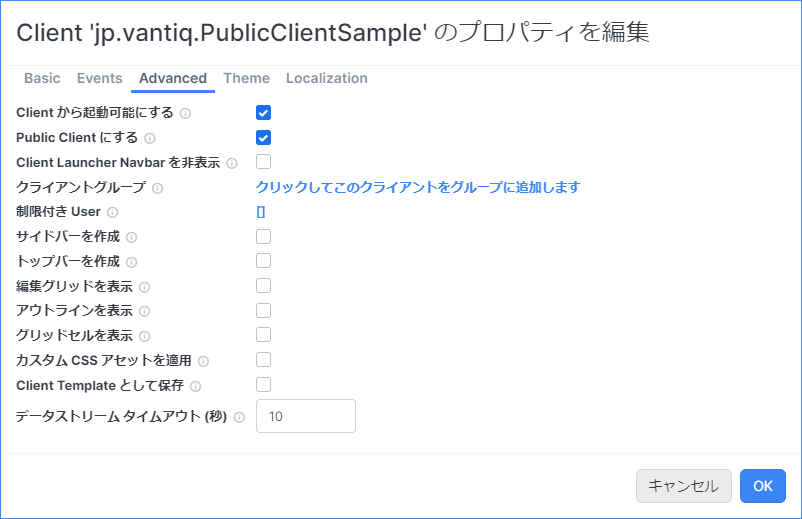 Client 'jp.vantiq.PublicClientSample' のプロパティを編集
Basic Events Advanced Theme Localization
Client から起動可能にする
Public Client にする
Client Launcher Navbar を非表示
クライアントグループ クリックしてこのクライアントをグループに追加します
制限付き User []
サイドバーを作成
トップバーを作成
編集グリッドを表示
アウトラインを表示
グリッドセルを表示
カスタム CSS アセットを適用
Client Template として保存
データストリーム タイムアウト (秒) 10
キャンセル OK